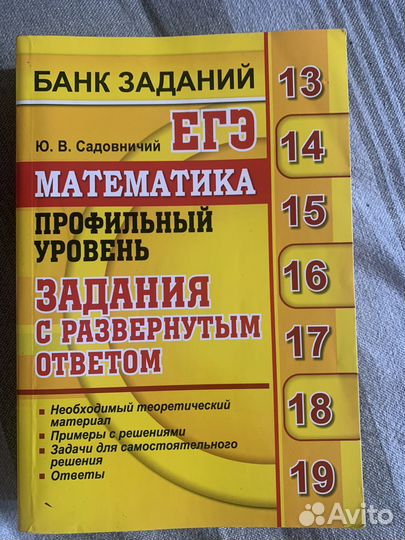 БАНК ЗАДАНИЙ
Ю. В. Садовничий
ЕГЭ
МАТЕМАТИКА
ПРОФИЛЬНЫЙ
УРОВЕНЬ
ЗАДАНИЯ
С РАЗВЕРНУТЫМ
ОТВЕТОМ
▪ Необходимый теоретический
материал
▪ Примеры с решениями
▪ Задачи для самостоятельного
решения
▪ Ответы
13
14
15
16
17
18
19
Avito